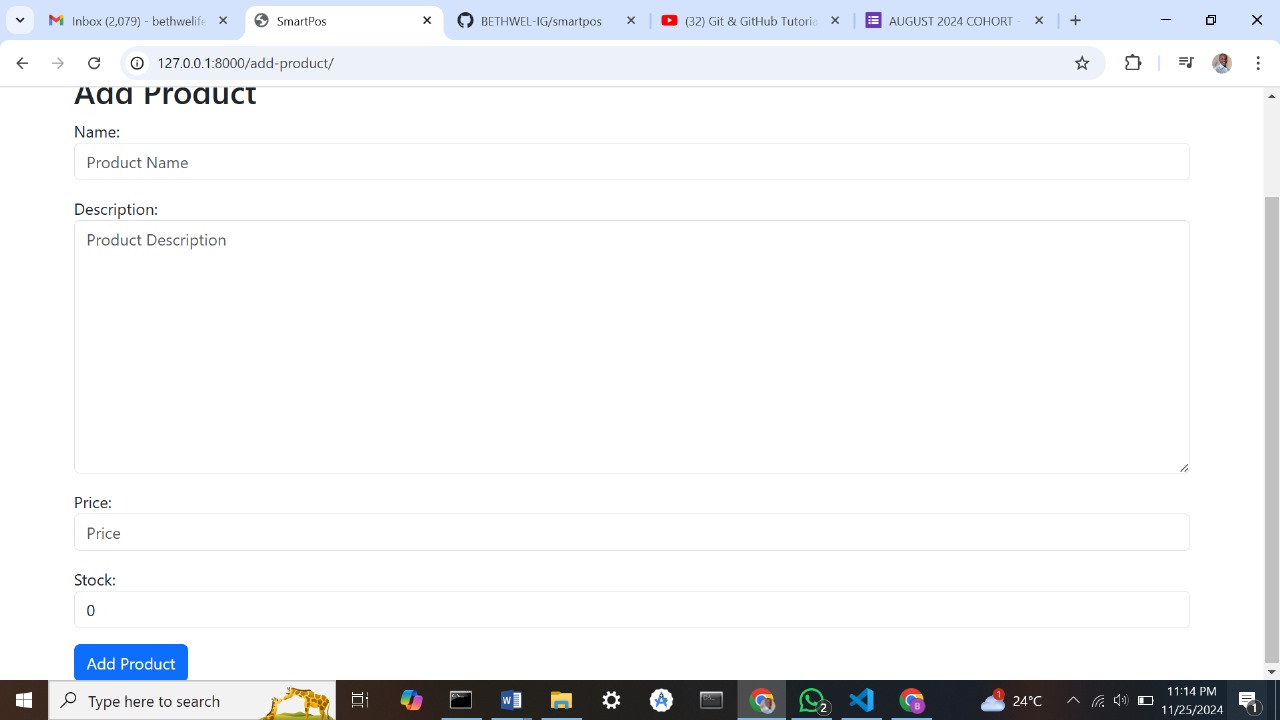 Inbox (2,079) - bethwelife
SmartPos
BETHWEL-IG/smartpos
(32) Git & GitHub Tutoria
AUGUST 2024 COHORT -
127.0.0.1:8000/add-product/
Add Product
Name:
Product Name
Description:
Product Description
Price:
Price
Stock:
0
Add Product
Type here to search
2
B
1
24°C
11:14 PM
11/25/2024
1